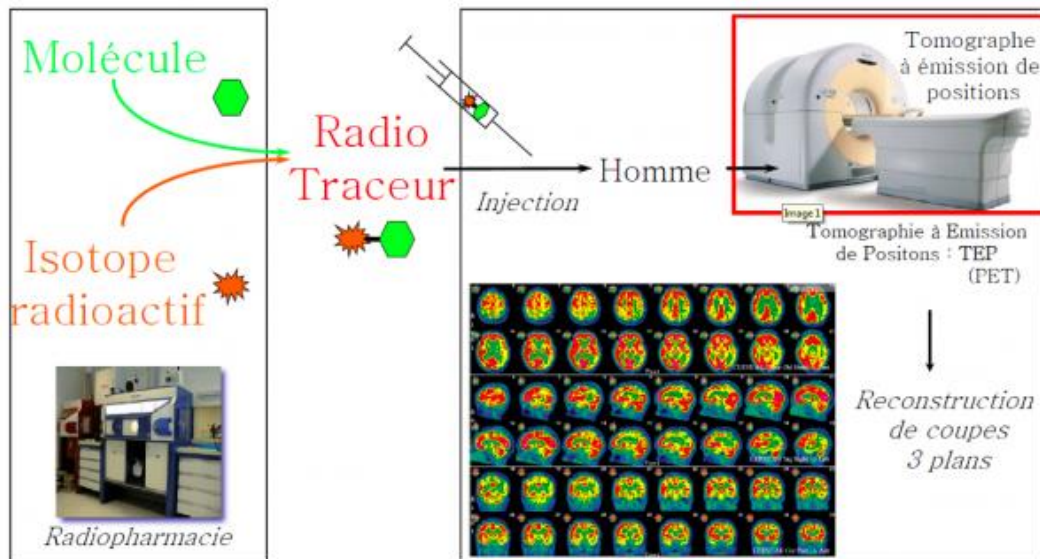 Molécule
Isotope
radioactif
Radiopharmacie
Radio
Traceur
Injection
Homme
Tomographe
à émission de
positions
Image1
Tomographie à Emission
de Positons : TEP
(PET)
Reconstruction
de coupes
3 plans